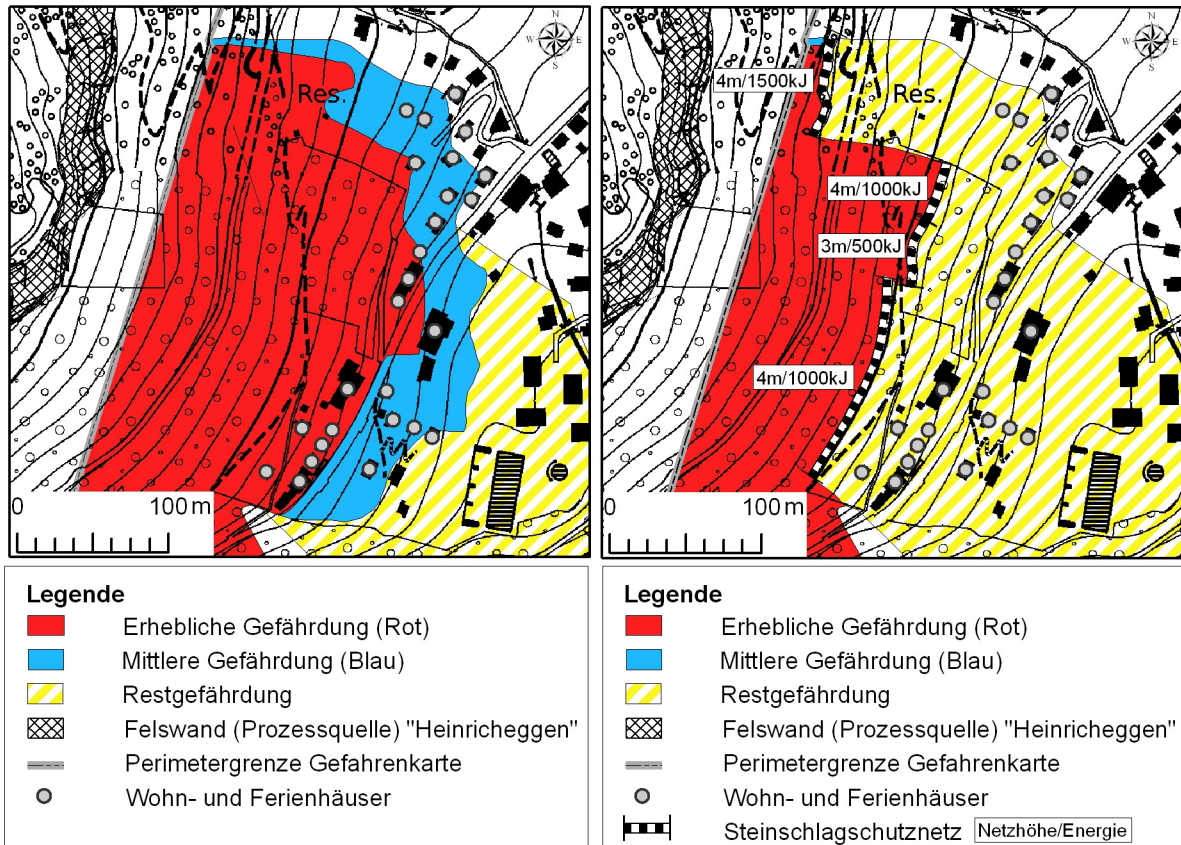 N
W E
S
Res.
0 100 m
Legende
Erhebliche Gefährdung (Rot)
Mittlere Gefährdung (Blau)
Restgefährdung
Felswand (Prozessquelle) "Heinricheggen"
Perimetergrenze Gefahrenkarte
Wohn- und Ferienhäuser
N
W E
S
4m/1500kJ
Res.
4m/1000kJ
3m/500kJ
4m/1000kJ
0 100 m
Legende
Erhebliche Gefährdung (Rot)
Mittlere Gefährdung (Blau)
Restgefährdung
Felswand (Prozessquelle) "Heinricheggen"
Perimetergrenze Gefahrenkarte
Wohn- und Ferienhäuser
Steinschlagschutznetz Netzhöhe/Energie